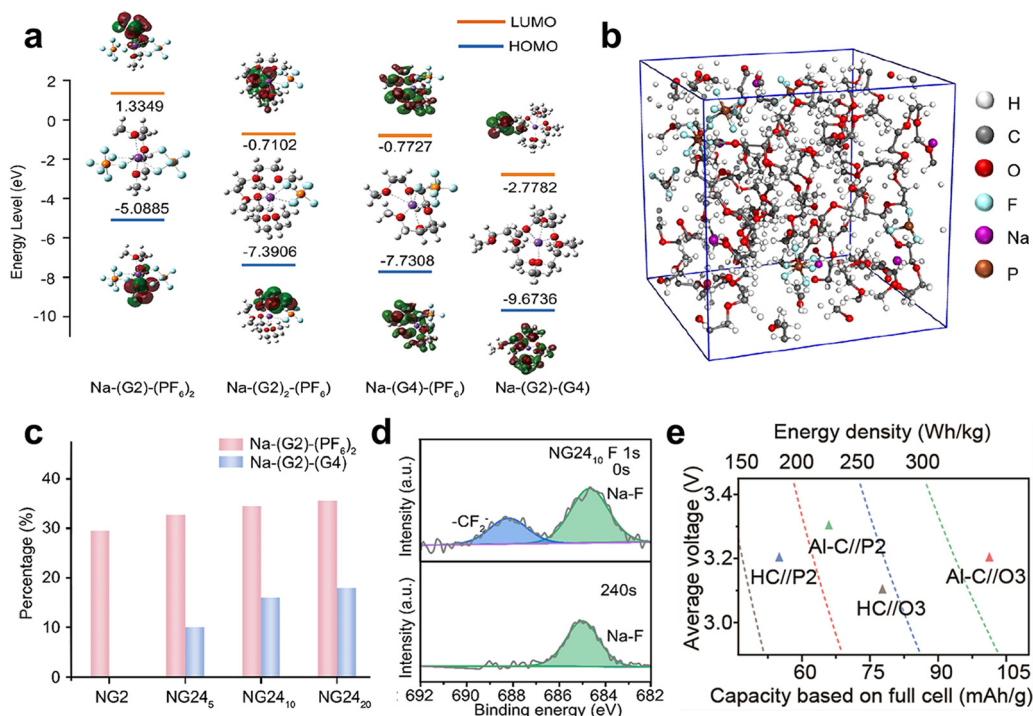 a
LUMO
HOMO
Energy Level (eV)
2
0
-2
-4
-6
-8
-10
1.3349
-5.0885
-0.7102
-7.3906
-0.7727
-7.7308
-2.7782
-9.6736
Na-(G2)-(PF₆)₂
Na-(G2)₂-(PF₆)
Na-(G4)-(PF₆)
Na-(G2)-(G4)
b
H
C
O
F
Na
P
c
Na-(G2)-(PF₆)₂
Na-(G2)-(G4)
Percentage (%)
40
30
20
10
0
NG2
NG24₅
NG24₁₀
NG24₂₀
d
NG24₁₀ F 1s
0s
Na-F
-CF₂⁻
Intensity (a.u.)
240s
Na-F
Intensity (a.u.)
692 690 688 686 684 682
Binding energy (eV)
e
Energy density (Wh/kg)
150 180 200 220 270 300
Average voltage (V)
3.4
3.2
3.0
Al-C//P2
HC//P2
HC//O3
Al-C//O3
60 75 90 105
Capacity based on full cell (mAh/g)